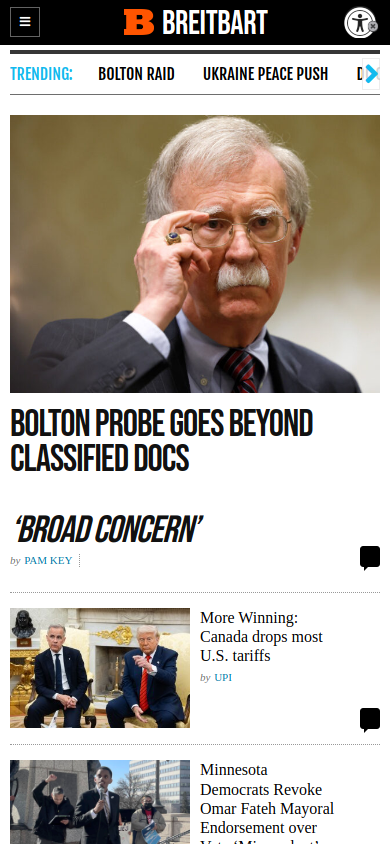 BREITBART
TRENDING:
BOLTON RAID
UKRAINE PEACE PUSH
BOLTON PROBE GOES BEYOND
CLASSIFIED DOCS
‘BROAD CONCERN’
by PAM KEY
More Winning:
Canada drops most
U.S. tariffs
by UPI
Minnesota
Democrats Revoke
Omar Fateh Mayoral
Endorsement over